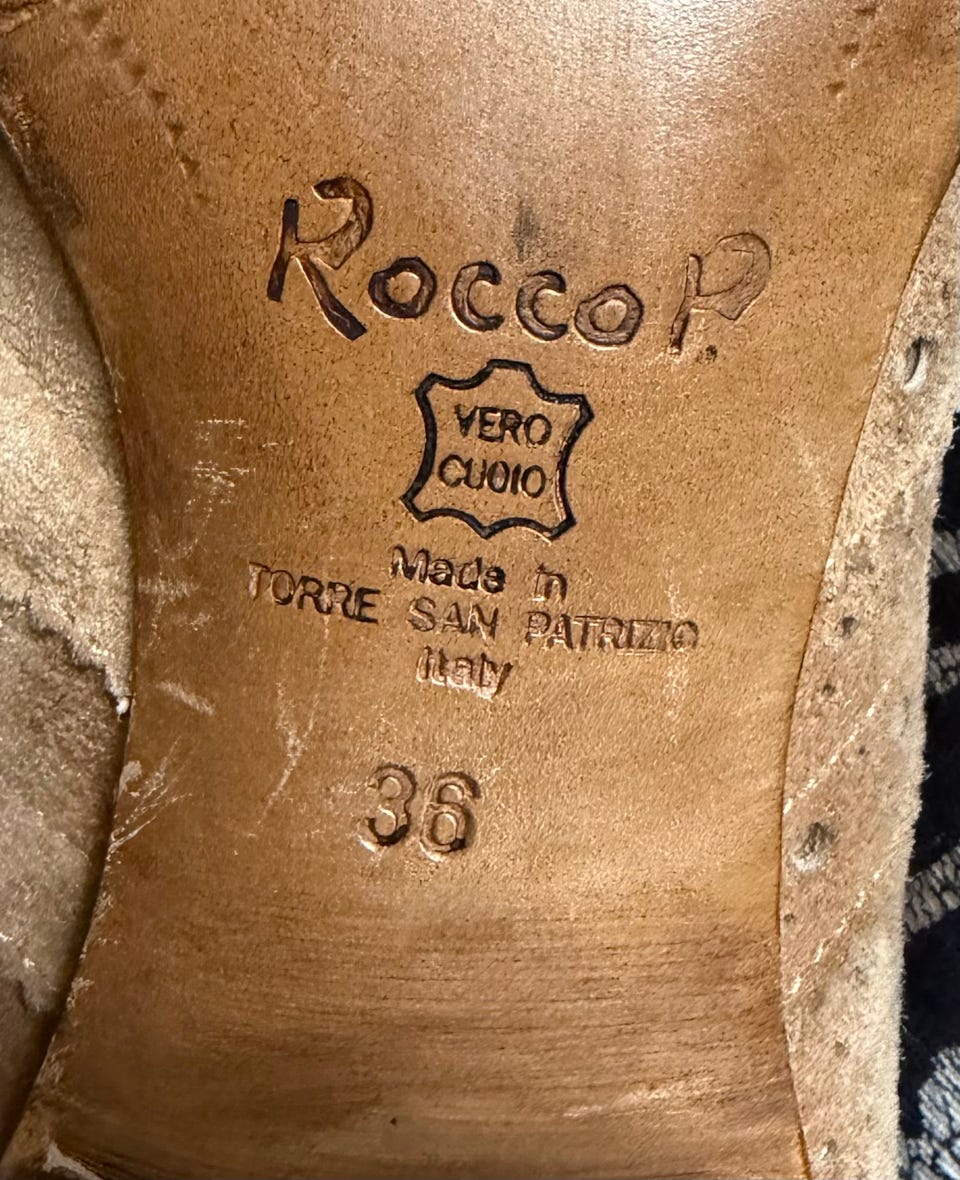 Rocco P.
VERO
CUOIO
Made in
TORRE SAN PATRIZIO
Italy
36